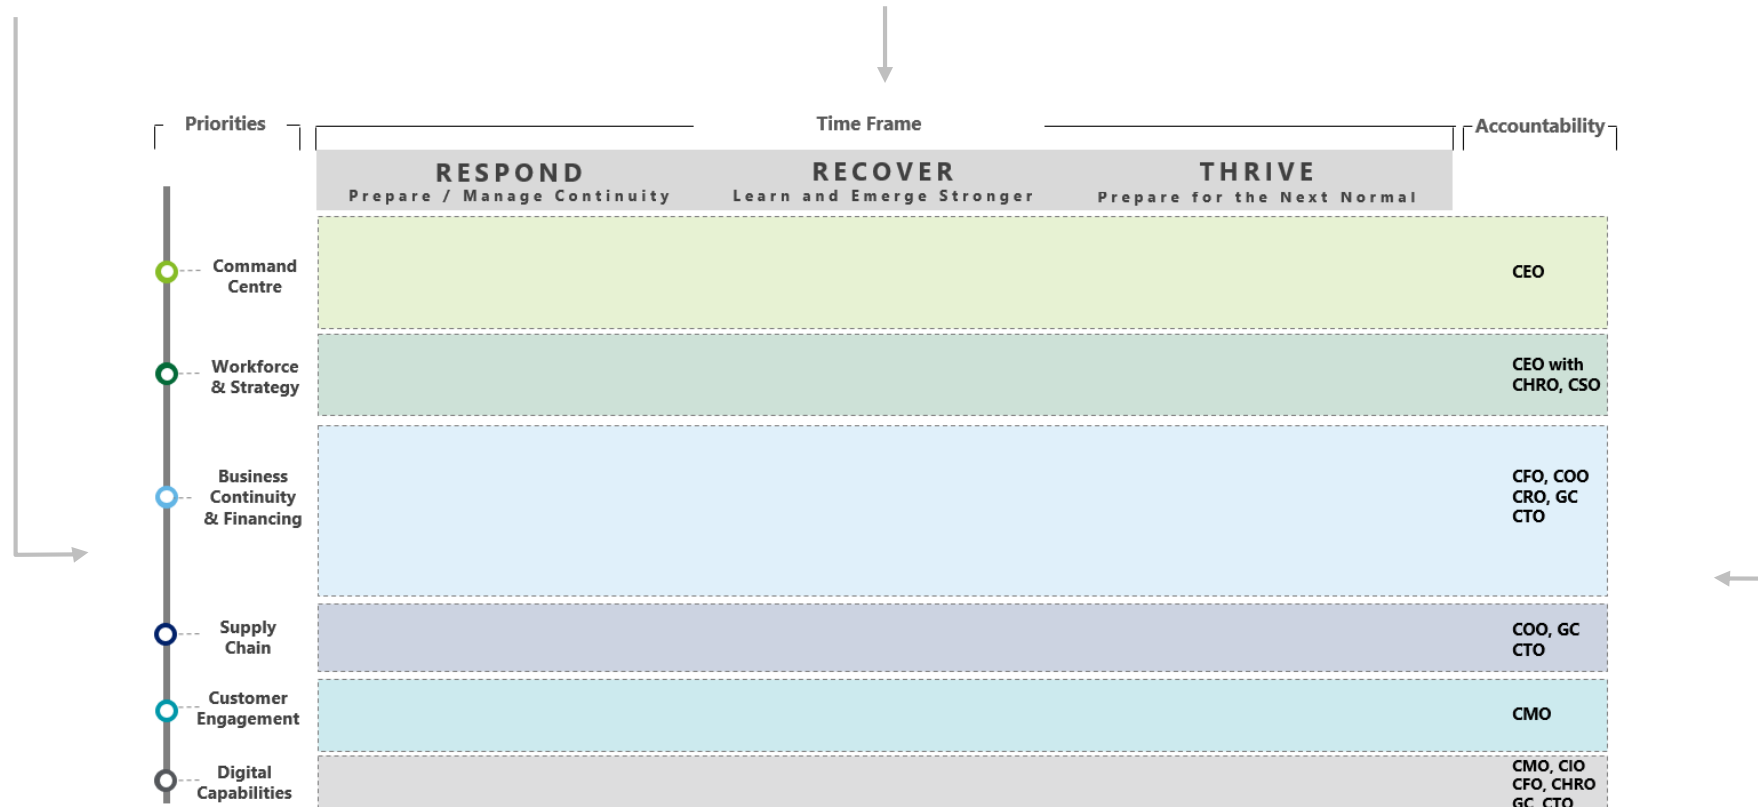 Priorities
Time Frame
Accountability
RESPOND
Prepare / Manage Continuity
RECOVER
Learn and Emerge Stronger
THRIVE
Prepare for the Next Normal
Command
Centre
CEO
Workforce
& Strategy
CEO with
CHRO, CSO
Business
Continuity
& Financing
CFO, COO
CRO, GC
CTO
Supply
Chain
COO, GC
CTO
Customer
Engagement
CMO
Digital
Capabilities
CMO, CIO
CFO, CHRO
GC, CTO